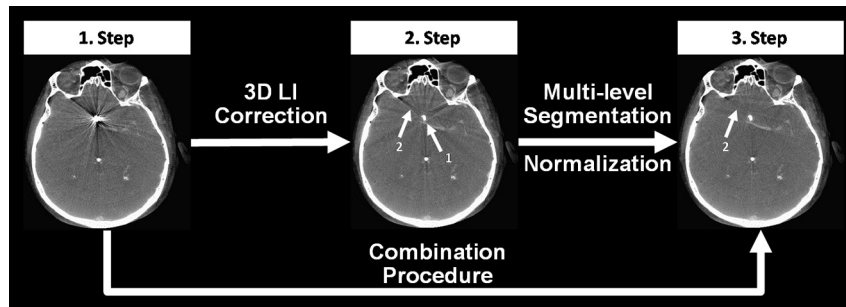 1. Step
2. Step
3. Step
3D LI
Correction
Multi-level
Segmentation
Normalization
2
1
2
Combination
Procedure